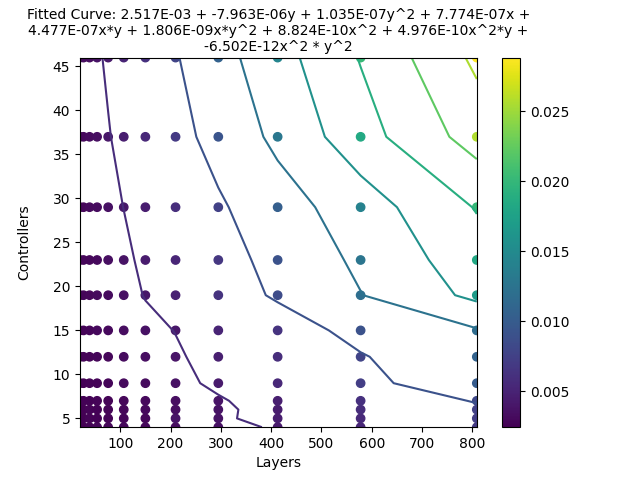 Fitted Curve: 2.517E-03 + -7.963E-06y + 1.035E-07y^2 + 7.774E-07x +
4.477E-07x*y + 1.806E-09x*y^2 + 8.824E-10x^2 + 4.976E-10x^2*y +
-6.502E-12x^2 * y^2
45
40
35
30
25
20
15
10
5
Controllers
100 200 300 400 500 600 700 800
Layers
0.025
0.020
0.015
0.010
0.005